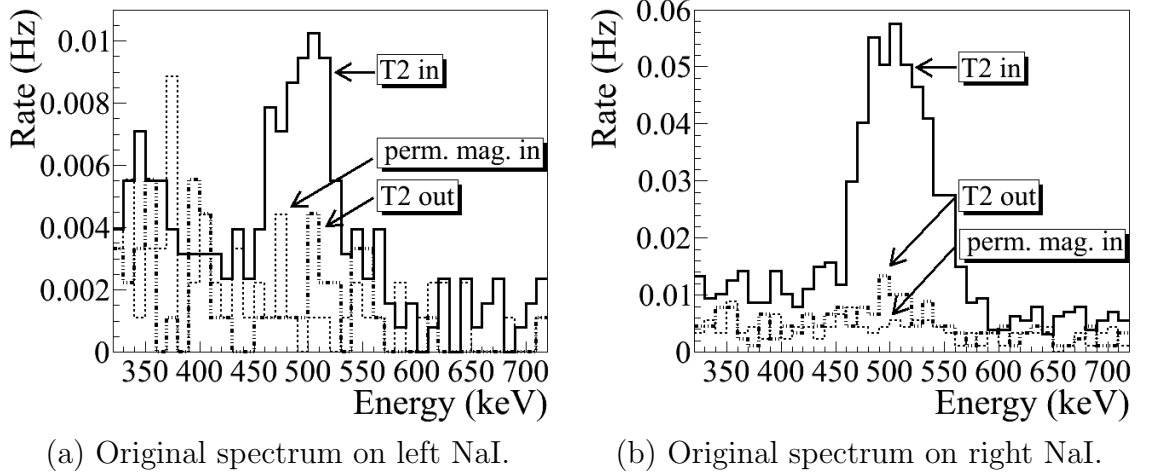 Rate (Hz)
0.01
0.008
0.006
0.004
0.002
0
T2 in
perm. mag. in
T2 out
350 400 450 500 550 600 650 700
Energy (keV)
(a) Original spectrum on left NaI.
Rate (Hz)
0.06
0.05
0.04
0.03
0.02
0.01
0
T2 in
T2 out
perm. mag. in
350 400 450 500 550 600 650 700
Energy (keV)
(b) Original spectrum on right NaI.